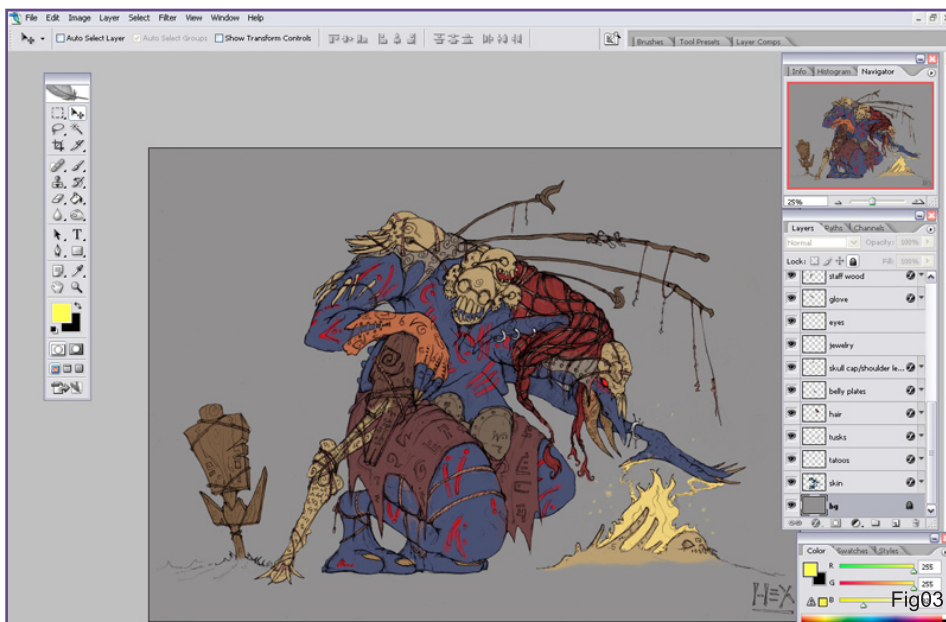 File Edit Image Layer Select Filter View Window Help
Auto Select Layer Auto Select Groups Show Transform Controls Brushes Tool Presets Layer Comps
Info Histogram Navigator
25%
Layers Paths Channels
Normal Opacity: 100%
Lock: Fill: 100%
staff wood
glove
eyes
jewelry
skull cap/shoulder le...
belly plates
hair
tusks
tatoos
skin
bg
Color Swatches Styles
R 255
G 255
B
HEX
Fig03